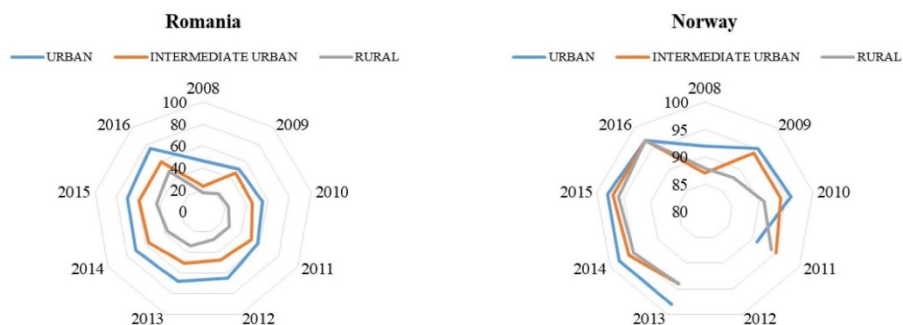 Romania
URBAN INTERMEDIATE URBAN RURAL
2008
100
2016 80 2009
60
40
20
2015 0 2010
2014 2011
2013 2012
Norway
URBAN INTERMEDIATE URBAN RURAL
2008
100
2016 95 2009
90
85
2015 80 2010
2014 2011
2013 2012